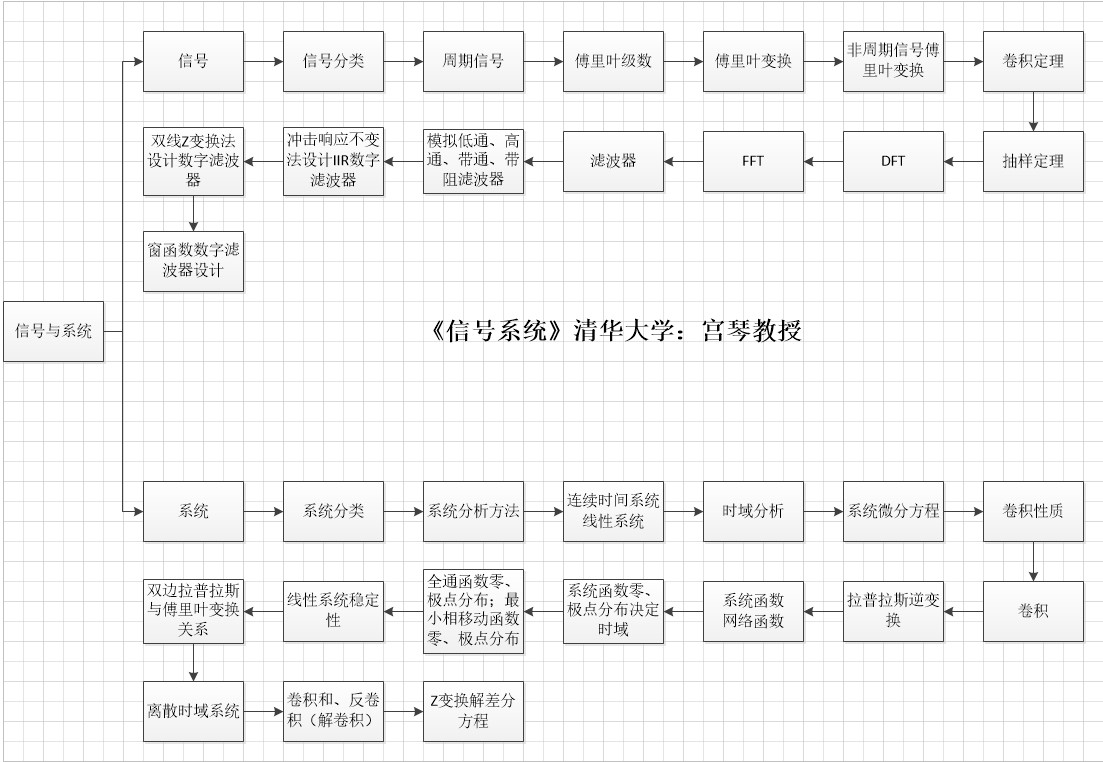 信号
信号分类
周期信号
傅里叶级数
傅里叶变换
非周期信号傅
里叶变换
卷积定理
抽样定理
DFT
FFT
滤波器
模拟低通、高
通、带通、带
阻滤波器
冲击响应不变
法设计IIR数字
滤波器
双线Z变换法
设计数字滤波
器
窗函数数字滤
波器设计
信号与系统
《信号系统》清华大学：宫琴教授
系统
系统分类
系统分析方法
连续时间系统
线性系统
时域分析
系统微分方程
卷积性质
卷积
拉普拉斯逆变
换
系统函数
网络函数
系统函数零、
极点分布决定
时域
全通函数零、
极点分布；最
小相移动函数
零、极点分布
线性系统稳定
性
双边拉普拉斯
与傅里叶变换
关系
离散时域系统
卷积和、反卷
积（解卷积）
Z变换解差分
方程